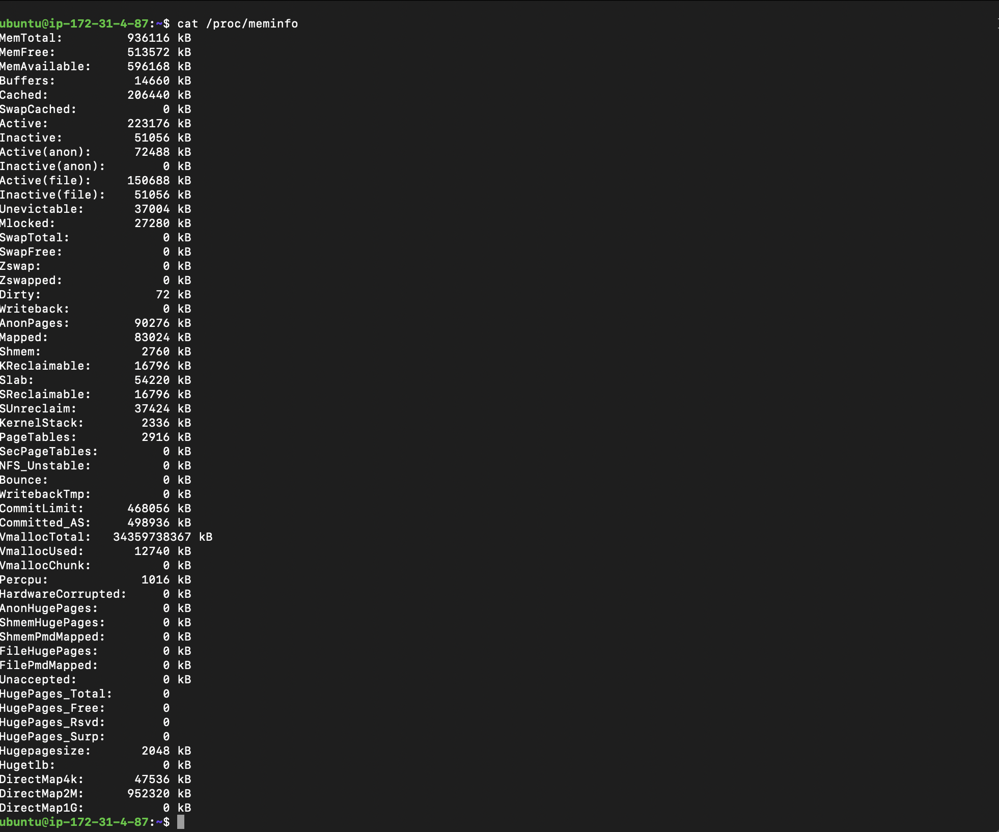 ubuntu@ip-172-31-4-87:~$ cat /proc/meminfo
MemTotal:         936116 kB
MemFree:          513572 kB
MemAvailable:     596168 kB
Buffers:           14660 kB
Cached:           206440 kB
SwapCached:            0 kB
Active:           223176 kB
Inactive:          51056 kB
Active(anon):      72488 kB
Inactive(anon):        0 kB
Active(file):     150688 kB
Inactive(file):    51056 kB
Unevictable:       37004 kB
Mlocked:           27280 kB
SwapTotal:             0 kB
SwapFree:              0 kB
Zswap:                 0 kB
Zswapped:              0 kB
Dirty:                72 kB
Writeback:             0 kB
AnonPages:         90276 kB
Mapped:            83024 kB
Shmem:              2760 kB
KReclaimable:      16796 kB
Slab:              54220 kB
SReclaimable:      16796 kB
SUnreclaim:        37424 kB
KernelStack:        2336 kB
PageTables:         2916 kB
SecPageTables:         0 kB
NFS_Unstable:          0 kB
Bounce:                0 kB
WritebackTmp:          0 kB
CommitLimit:      468056 kB
Committed_AS:     498936 kB
VmallocTotal:   34359738367 kB
VmallocUsed:       12740 kB
VmallocChunk:          0 kB
Percpu:             1016 kB
HardwareCorrupted:     0 kB
AnonHugePages:         0 kB
ShmemHugePages:        0 kB
ShmemPmdMapped:        0 kB
FileHugePages:         0 kB
FilePmdMapped:         0 kB
Unaccepted:            0 kB
HugePages_Total:       0
HugePages_Free:        0
HugePages_Rsvd:        0
HugePages_Surp:        0
Hugepagesize:       2048 kB
Hugetlb:               0 kB
DirectMap4k:       47536 kB
DirectMap2M:      952320 kB
DirectMap1G:           0 kB
ubuntu@ip-172-31-4-87:~$